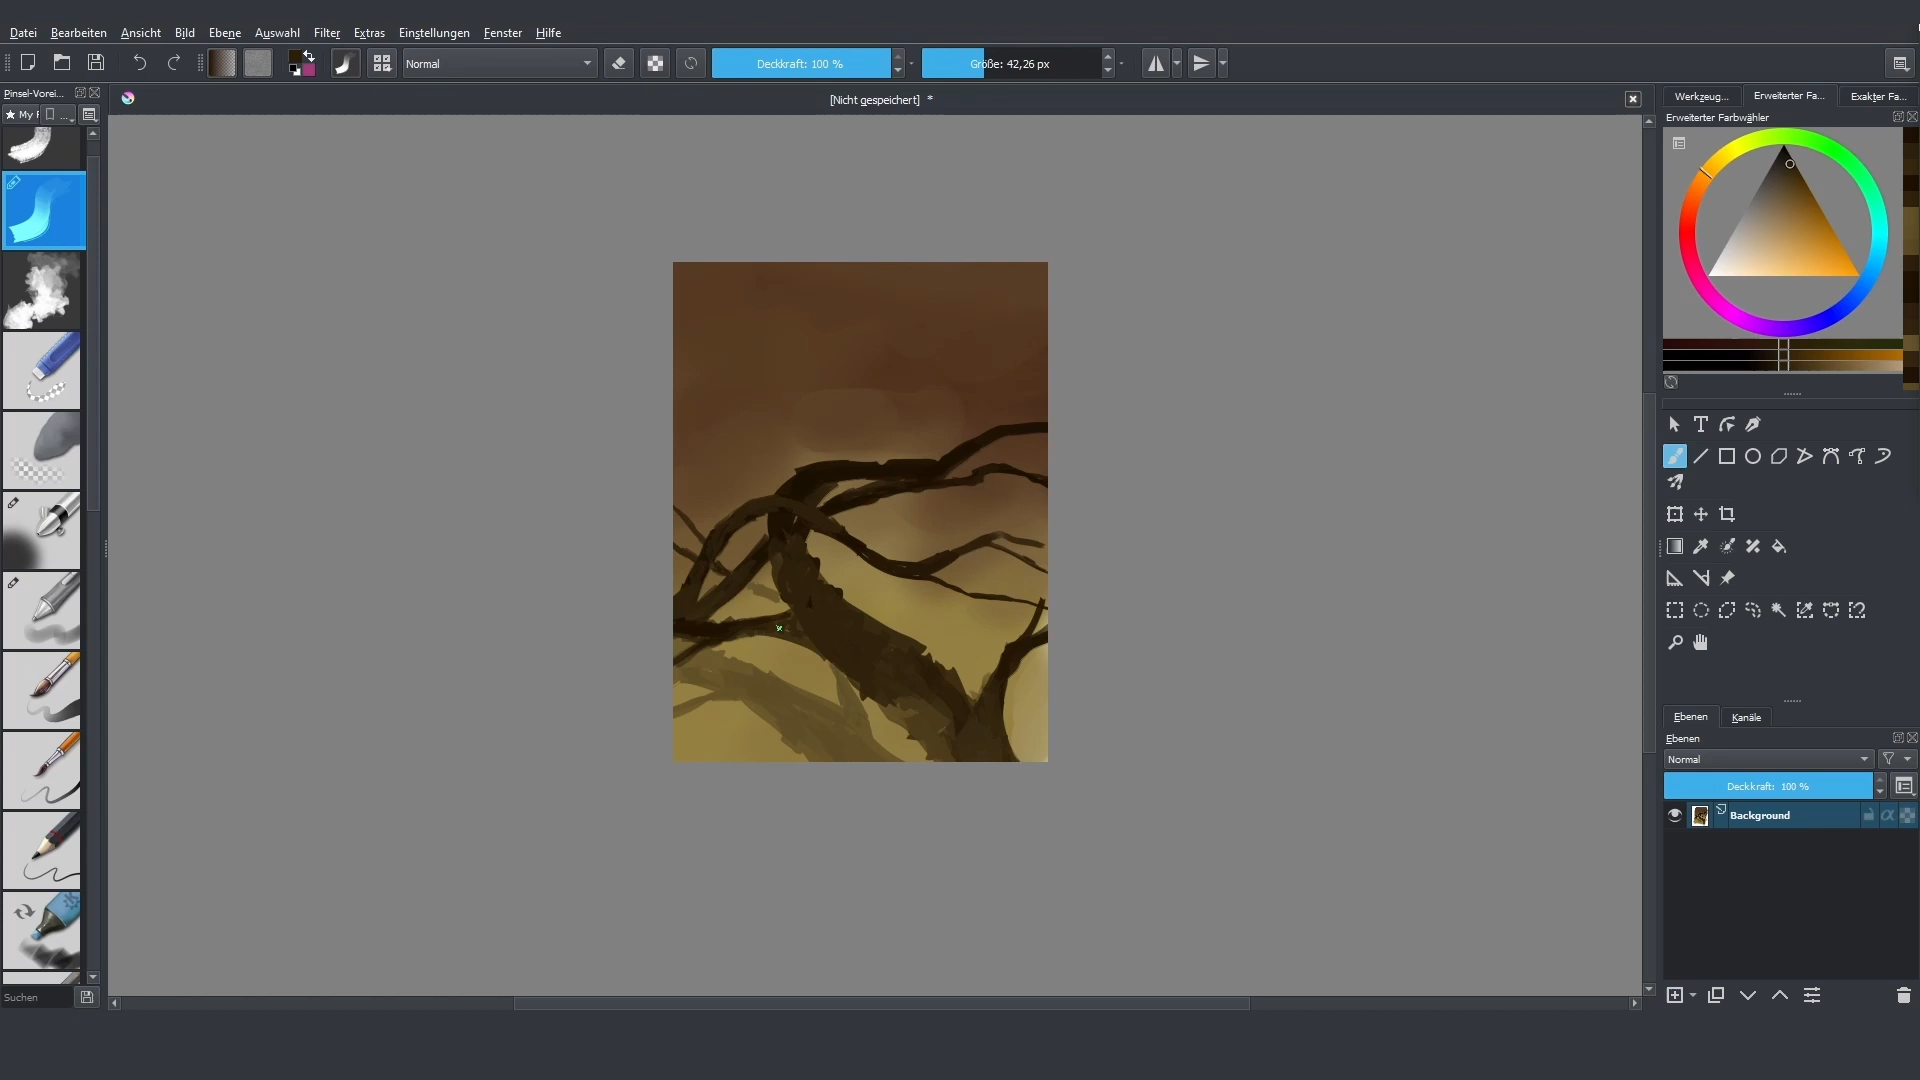 Datei Bearbeiten Ansicht Bild Ebene Auswahl Filter Extras Einstellungen Fenster Hilfe
Normal Deckkraft: 100 % Größe: 42,26 px
Pinsel-Vorei...
[Nicht gespeichert] *
Werkzeug... Erweiterter Fa... Exakter Fa...
★ My ...
Erweiterter Farbwähler
Ebenen Kanäle
Ebenen
Normal
Deckkraft: 100 %
Background
Suchen